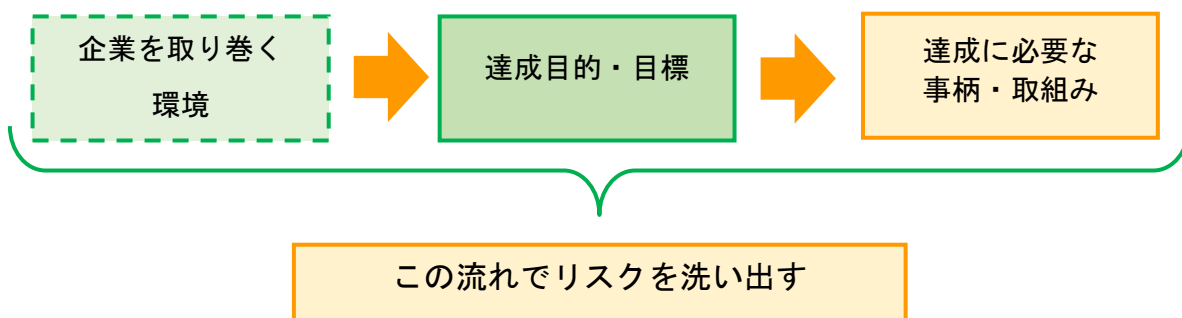 企業を取り巻く
環境
達成目的・目標
達成に必要な
事柄・取組み
この流れでリスクを洗い出す